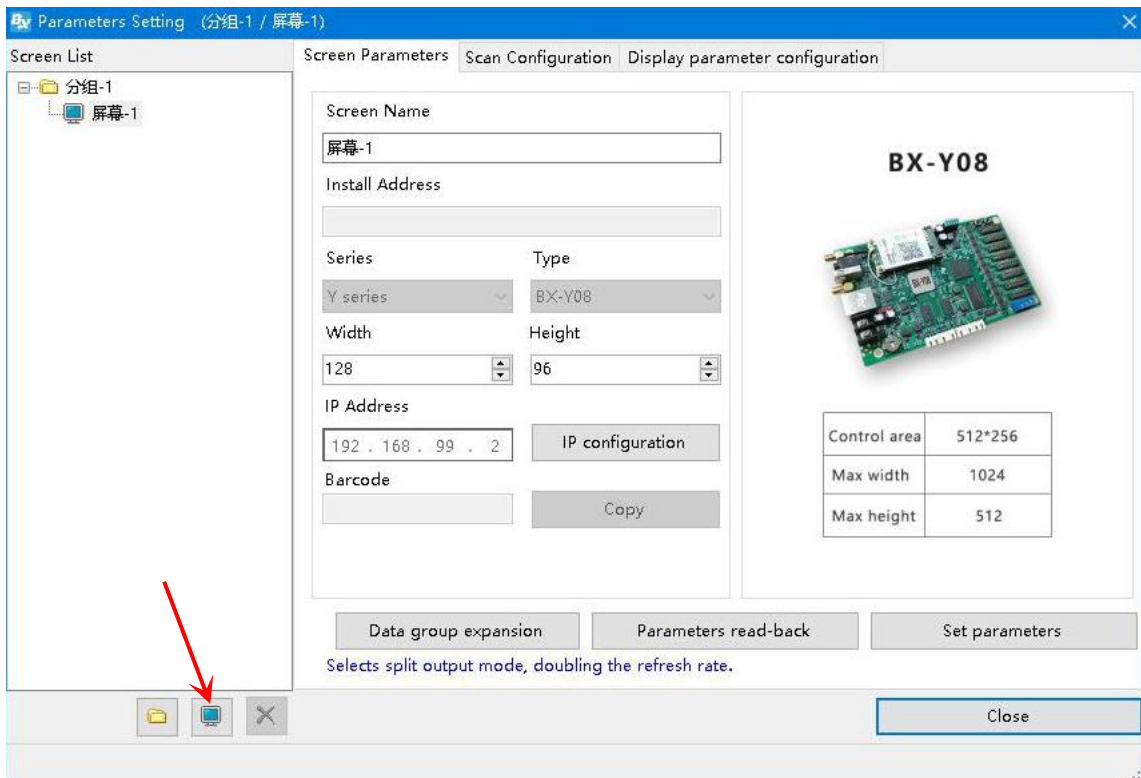 Parameters Setting (分组-1 / 屏幕-1)
Screen List
Screen Parameters Scan Configuration Display parameter configuration
分组-1
屏幕-1
Screen Name
屏幕-1
Install Address
Series Type
Y series BX-Y08
Width Height
128 96
IP Address
192 . 168 . 99 . 2 IP configuration
Barcode
Copy
BX-Y08
BX-Y08
Control area 512*256
Max width 1024
Max height 512
Data group expansion Parameters read-back Set parameters
Selects split output mode, doubling the refresh rate.
Close